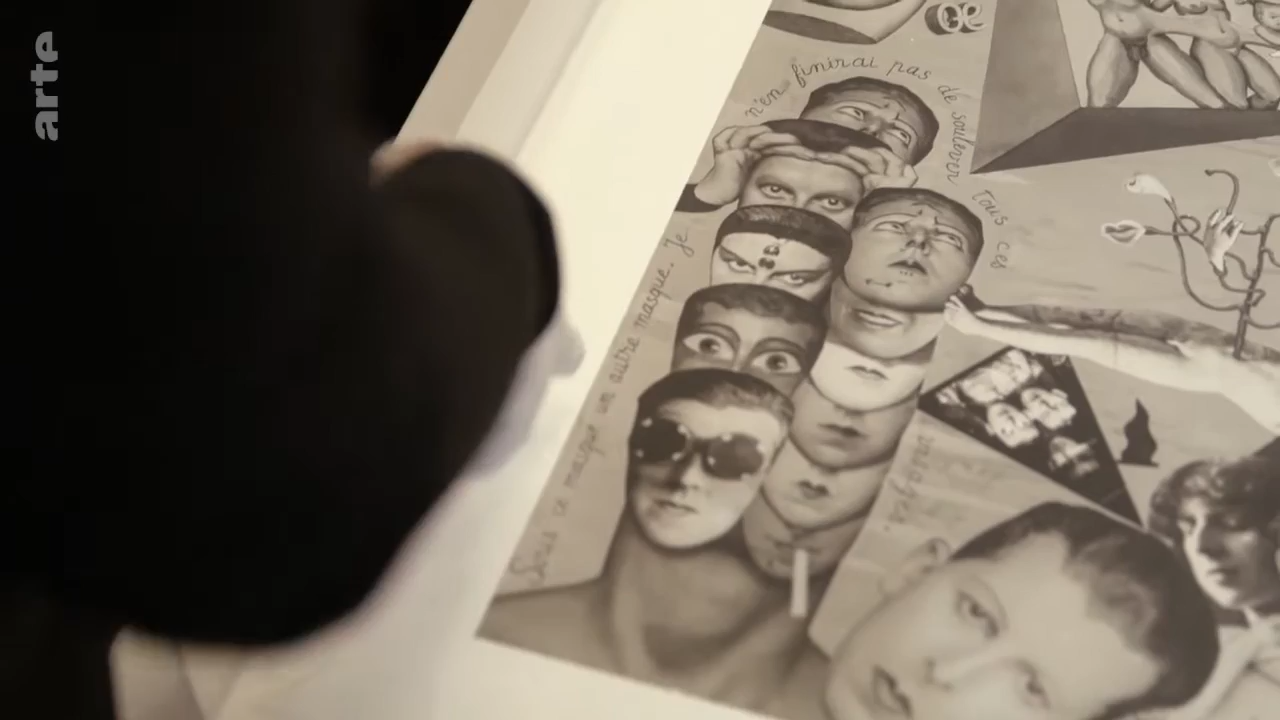 arte
Sous ce masque un autre masque. Je
n'en finirai pas de soulever tous ces
visages.